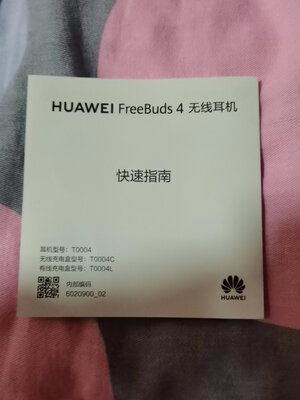 HUAWEI FreeBuds 4 无线耳机
快速指南
耳机型号：T0004
无线充电盒型号：T0004C
有线充电盒型号：T0004L
内部编码
6020900_02
HUAWEI